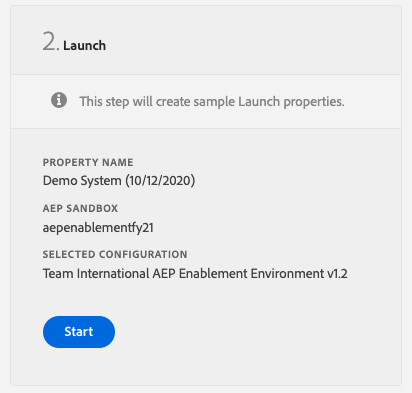 2. Launch
This step will create sample Launch properties.
PROPERTY NAME
Demo System (10/12/2020)
AEP SANDBOX
aepenablementfy21
SELECTED CONFIGURATION
Team International AEP Enablement Environment v1.2
Start